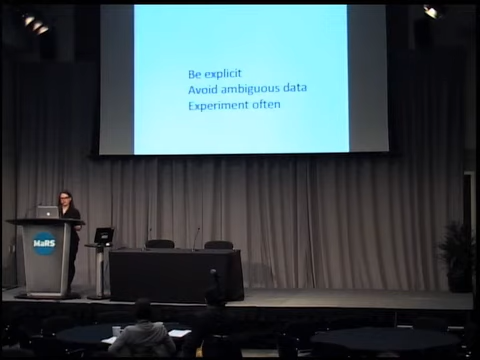 Be explicit
Avoid ambiguous data
Experiment often
MaRS